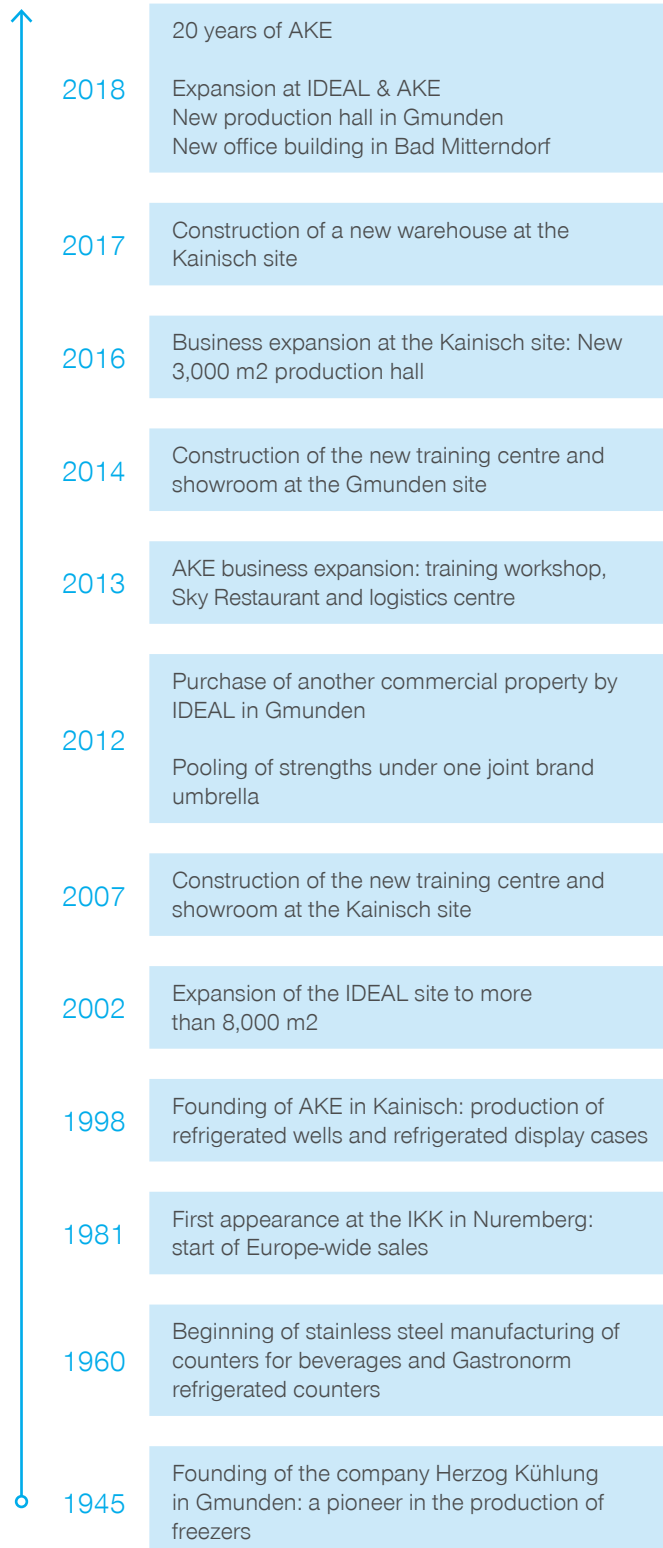 20 years of AKE
2018
Expansion at IDEAL & AKE
New production hall in Gmunden
New office building in Bad Mitterndorf
2017
Construction of a new warehouse at the
Kainisch site
2016
Business expansion at the Kainisch site: New
3,000 m2 production hall
2014
Construction of the new training centre and
showroom at the Gmunden site
2013
AKE business expansion: training workshop,
Sky Restaurant and logistics centre
2012
Purchase of another commercial property by
IDEAL in Gmunden
Pooling of strengths under one joint brand
umbrella
2007
Construction of the new training centre and
showroom at the Kainisch site
2002
Expansion of the IDEAL site to more
than 8,000 m2
1998
Founding of AKE in Kainisch: production of
refrigerated wells and refrigerated display cases
1981
First appearance at the IKK in Nuremberg:
start of Europe-wide sales
1960
Beginning of stainless steel manufacturing of
counters for beverages and Gastronorm
refrigerated counters
1945
Founding of the company Herzog Kühlung
in Gmunden: a pioneer in the production of
freezers